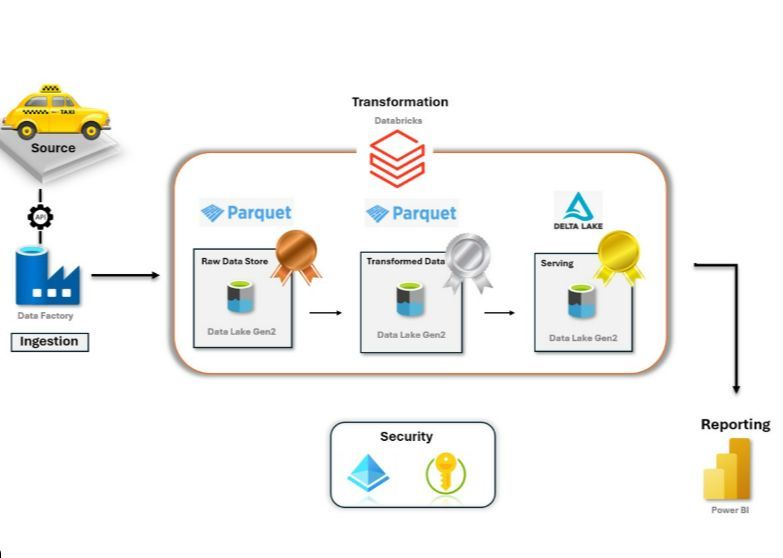 TAXI
Source
API
Data Factory
Ingestion
Transformation
Databricks
Parquet
Parquet
DELTA LAKE
Raw Data Store
Data Lake Gen2
Transformed Data
Data Lake Gen2
Serving
Data Lake Gen2
Security
Reporting
Power BI